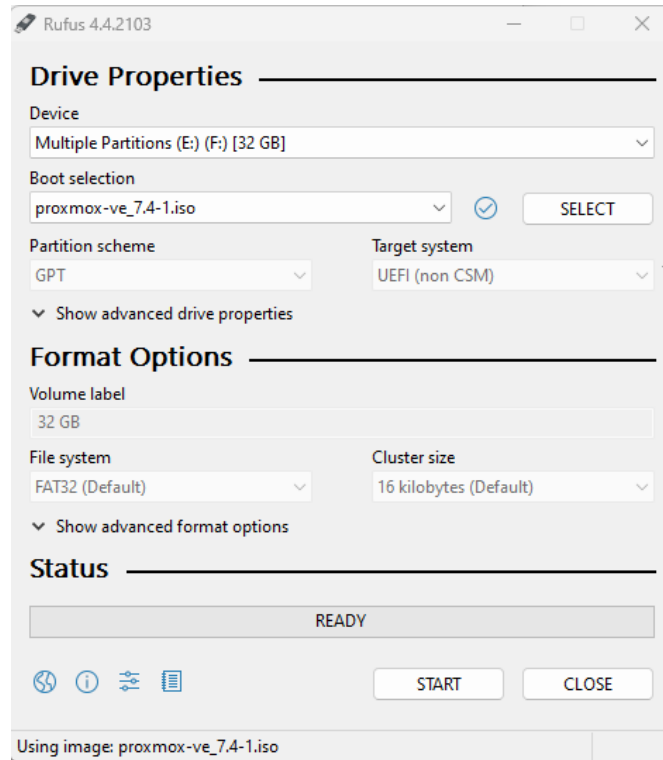 Rufus 4.4.2103
Drive Properties
Device
Multiple Partitions (E:) (F:) [32 GB]
Boot selection
proxmox-ve_7.4-1.iso SELECT
Partition scheme Target system
GPT UEFI (non CSM)
Show advanced drive properties
Format Options
Volume label
32 GB
File system Cluster size
FAT32 (Default) 16 kilobytes (Default)
Show advanced format options
Status
READY
START CLOSE
Using image: proxmox-ve_7.4-1.iso